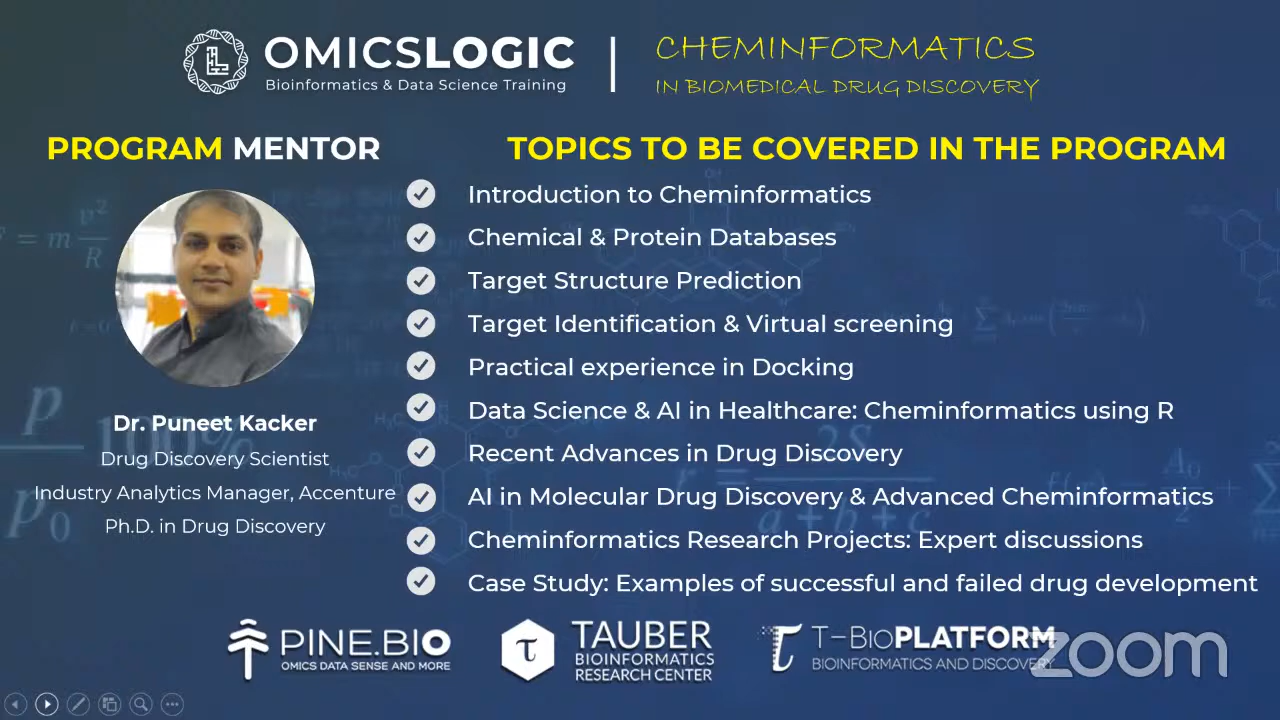 OMICSLOGIC
Bioinformatics & Data Science Training
CHEMINFORMATICS
IN BIOMEDICAL DRUG DISCOVERY
PROGRAM MENTOR
Dr. Puneet Kacker
Drug Discovery Scientist
Industry Analytics Manager, Accenture
Ph.D. in Drug Discovery
TOPICS TO BE COVERED IN THE PROGRAM
Introduction to Cheminformatics
Chemical & Protein Databases
Target Structure Prediction
Target Identification & Virtual screening
Practical experience in Docking
Data Science & AI in Healthcare: Cheminformatics using R
Recent Advances in Drug Discovery
AI in Molecular Drug Discovery & Advanced Cheminformatics
Cheminformatics Research Projects: Expert discussions
Case Study: Examples of successful and failed drug development
PINE.BIO
OMICS DATA SENSE AND MORE
TAUBER
BIOINFORMATICS
RESEARCH CENTER
T-BioPLATFORM
BIOINFORMATICS AND DISCOVERY
zoom